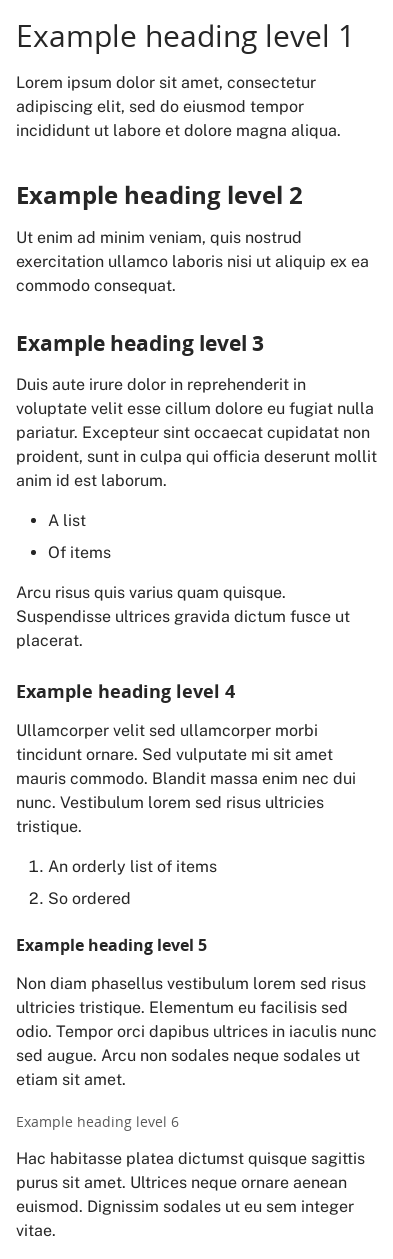 Example heading level 1
Lorem ipsum dolor sit amet, consectetur
adipiscing elit, sed do eiusmod tempor
incididunt ut labore et dolore magna aliqua.
Example heading level 2
Ut enim ad minim veniam, quis nostrud
exercitation ullamco laboris nisi ut aliquip ex ea
commodo consequat.
Example heading level 3
Duis aute irure dolor in reprehenderit in
voluptate velit esse cillum dolore eu fugiat nulla
pariatur. Excepteur sint occaecat cupidatat non
proident, sunt in culpa qui officia deserunt mollit
anim id est laborum.
• A list
• Of items
Arcu risus quis varius quam quisque.
Suspendisse ultrices gravida dictum fusce ut
placerat.
Example heading level 4
Ullamcorper velit sed ullamcorper morbi
tincidunt ornare. Sed vulputate mi sit amet
mauris commodo. Blandit massa enim nec dui
nunc. Vestibulum lorem sed risus ultricies
tristique.
1. An orderly list of items
2. So ordered
Example heading level 5
Non diam phasellus vestibulum lorem sed risus
ultricies tristique. Elementum eu facilisis sed
odio. Tempor orci dapibus ultrices in iaculis nunc
sed augue. Arcu non sodales neque sodales ut
etiam sit amet.
Example heading level 6
Hac habitasse platea dictumst quisque sagittis
purus sit amet. Ultrices neque ornare aenean
euismod. Dignissim sodales ut eu sem integer
vitae.